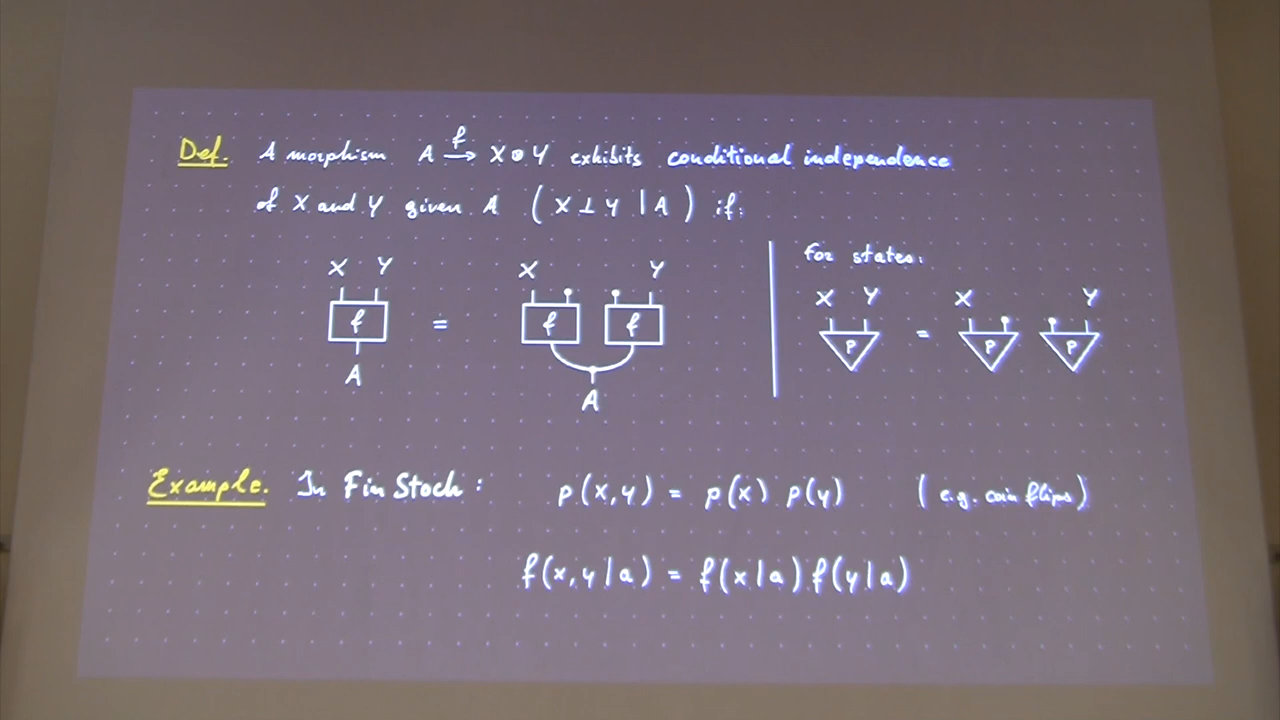 Def. A morphism A f→ X⊗Y exhibits conditional independence
of X and Y given A (X⊥Y | A) if:
for states:
X Y X Y
f = f f
A A
X Y X Y
P = P P
Example. In FinStoch: p(x,y) = p(x) p(y) (e.g. coin flips)
f(x,y|a) = f(x|a) f(y|a)